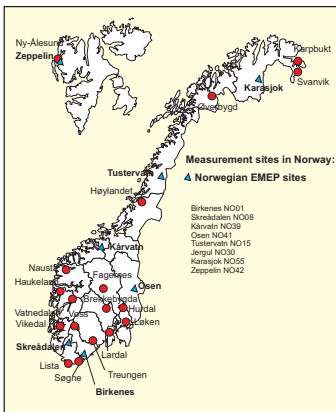 Ny-Ålesund
Zeppelin
Karpbukt
Karasjok
Svanvik
Øverbygd
Measurement sites in Norway:
Tustervatn
Norwegian EMEP sites
Høylandet
Birkenes NO01
Skreådalen NO08
Kårvatn NO39
Osen NO41
Tustervatn NO15
Jergul NO30
Karasjok NO55
Zeppelin NO42
Kårvatn
Nausta
Fagernes
Haukeland
Osen
Brekkebygda
Vatnedalen
Voss
Hurdal
Vikedal
Løken
Skreådalen
Lardal
Lista
Treungen
Søgne
Birkenes